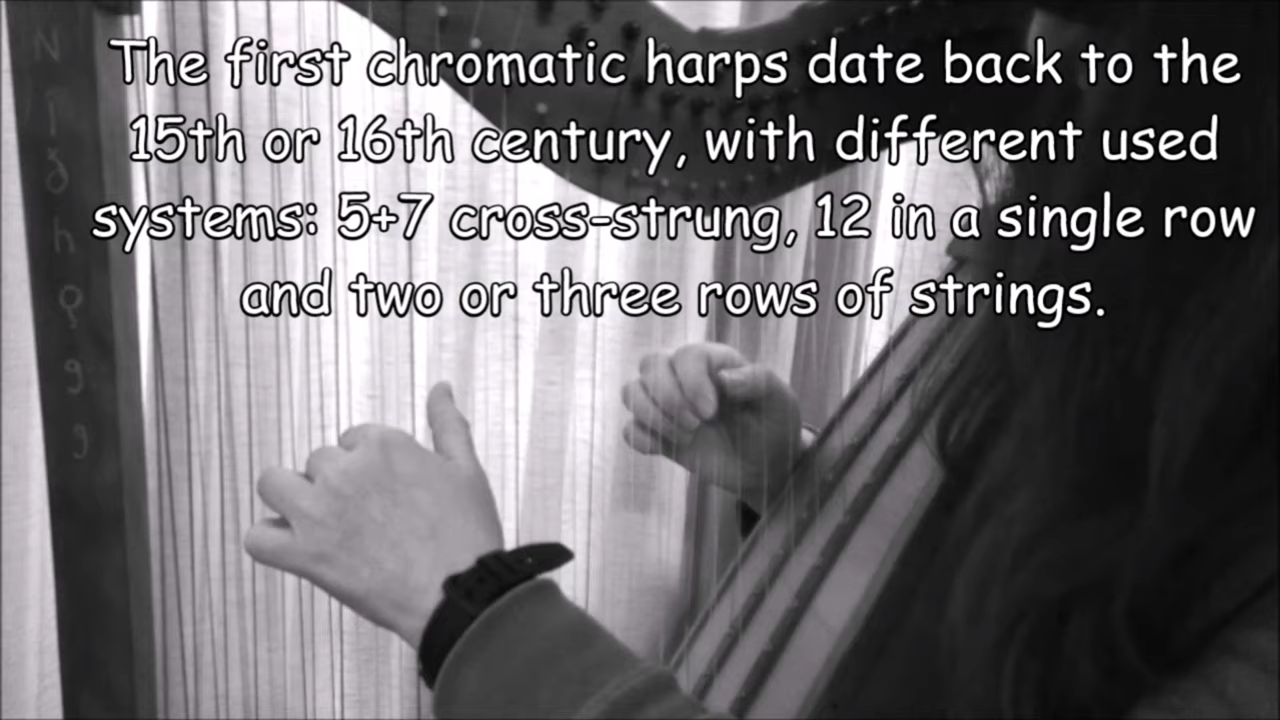 The first chromatic harps date back to the
15th or 16th century, with different used
systems: 5+7 cross-strung, 12 in a single row
and two or three rows of strings.
N
h
g
g